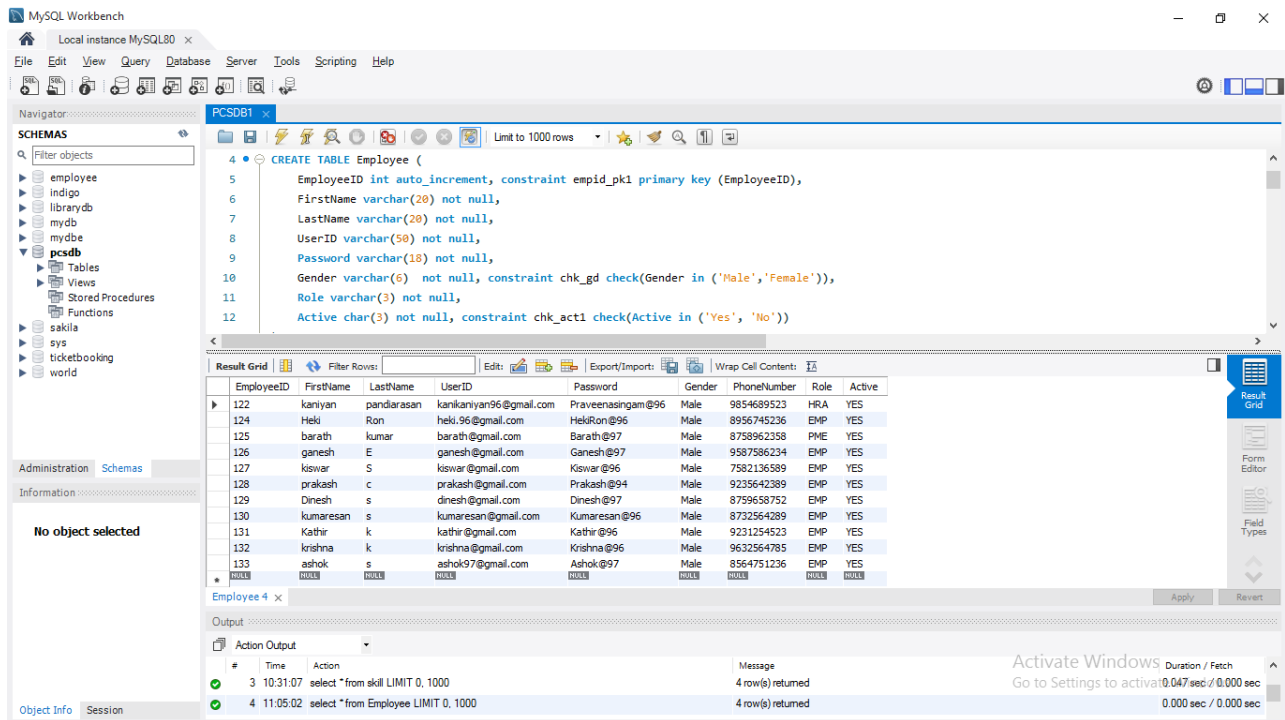 MySQL Workbench
Local instance MySQL80 ×
File Edit View Query Database Server Tools Scripting Help
Navigator
SCHEMAS
Filter objects
employee
indigo
librarydb
mydb
mydbe
pcsdb
Tables
Views
Stored Procedures
Functions
sakila
sys
ticketbooking
world
Administration Schemas
Information
No object selected
Object Info Session
PCSDB1 ×
Limit to 1000 rows
4 CREATE TABLE Employee (
5 EmployeeID int auto_increment, constraint empid_pk1 primary key (EmployeeID),
6 FirstName varchar(20) not null,
7 LastName varchar(20) not null,
8 UserID varchar(50) not null,
9 Password varchar(18) not null,
10 Gender varchar(6)  not null, constraint chk_gd check(Gender in ('Male','Female')),
11 Role varchar(3) not null,
12 Active char(3) not null, constraint chk_act1 check(Active in ('Yes', 'No'))
Result Grid Filter Rows: Edit: Export/Import: Wrap Cell Content:
EmployeeID FirstName LastName UserID Password Gender PhoneNumber Role Active
122 kaniyan pandiarasan kanikaniyan96@gmail.com Praveenasingam@96 Male 9854689523 HRA YES
124 Heki Ron heki.96@gmail.com HekiRon@96 Male 8956745236 EMP YES
125 barath kumar barath@gmail.com Barath@97 Male 8758962358 PME YES
126 ganesh E ganesh@gmail.com Ganesh@97 Male 9587586234 EMP YES
127 kiswar S kiswar@gmail.com Kiswar@96 Male 7582136589 EMP YES
128 prakash c prakash@gmail.com Prakash@94 Male 9235642389 EMP YES
129 Dinesh s dinesh@gmail.com Dinesh@97 Male 8759658752 EMP YES
130 kumaresan s kumaresan@gmail.com Kumaresan@96 Male 8732564289 EMP YES
131 Kathir k kathir@gmail.com Kathir@96 Male 9231254523 EMP YES
132 krishna k krishna@gmail.com Krishna@96 Male 9632564785 EMP YES
133 ashok s ashok97@gmail.com Ashok@97 Male 8564751236 EMP YES
NULL NULL NULL NULL NULL NULL NULL NULL NULL
Result Grid
Form Editor
Field Types
Employee 4 × Apply Revert
Output
Action Output
# Time Action Message Duration / Fetch
3 10:31:07 select * from skill LIMIT 0, 1000 4 row(s) returned 0.047 sec / 0.000 sec
4 11:05:02 select * from Employee LIMIT 0, 1000 4 row(s) returned 0.000 sec / 0.000 sec
Activate Windows
Go to Settings to activate